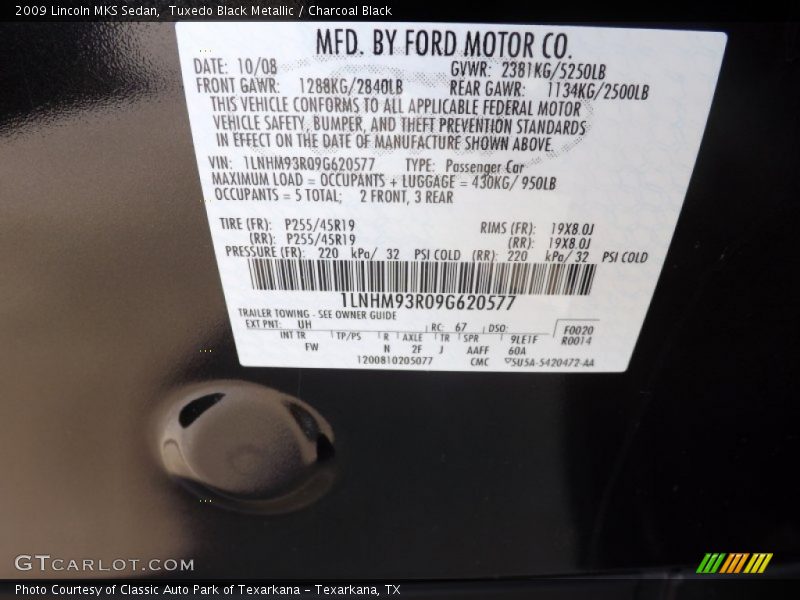 2009 Lincoln MKS Sedan,  Tuxedo Black Metallic / Charcoal Black
MFD. BY FORD MOTOR CO.
DATE: 10/08 GVWR: 2381KG/5250LB
FRONT GAWR: 1288KG/2840LB REAR GAWR: 1134KG/2500LB
THIS VEHICLE CONFORMS TO ALL APPLICABLE FEDERAL MOTOR
VEHICLE SAFETY, BUMPER, AND THEFT PREVENTION STANDARDS
IN EFFECT ON THE DATE OF MANUFACTURE SHOWN ABOVE.
VIN: 1LNHM93R09G620577 TYPE: Passenger Car
MAXIMUM LOAD = OCCUPANTS + LUGGAGE = 430KG/ 950LB
OCCUPANTS = 5 TOTAL; 2 FRONT, 3 REAR
TIRE (FR): P255/45R19 RIMS (FR): 19X8.0J
(RR): P255/45R19 (RR): 19X8.0J
PRESSURE (FR): 220 kPa/ 32 PSI COLD (RR): 220 kPa/ 32 PSI COLD
1LNHM93R09G620577
TRAILER TOWING - SEE OWNER GUIDE
EXT PNT: UH RC: 67 DSO: F0020
INT TR TP/PS R AXLE TR SPR 9LE1F R0014
FW N 2F J AAFF 60A
1200810205077 CMC 5U5A-5420472-AA
GTCARLOT.COM
Photo Courtesy of Classic Auto Park of Texarkana – Texarkana, TX